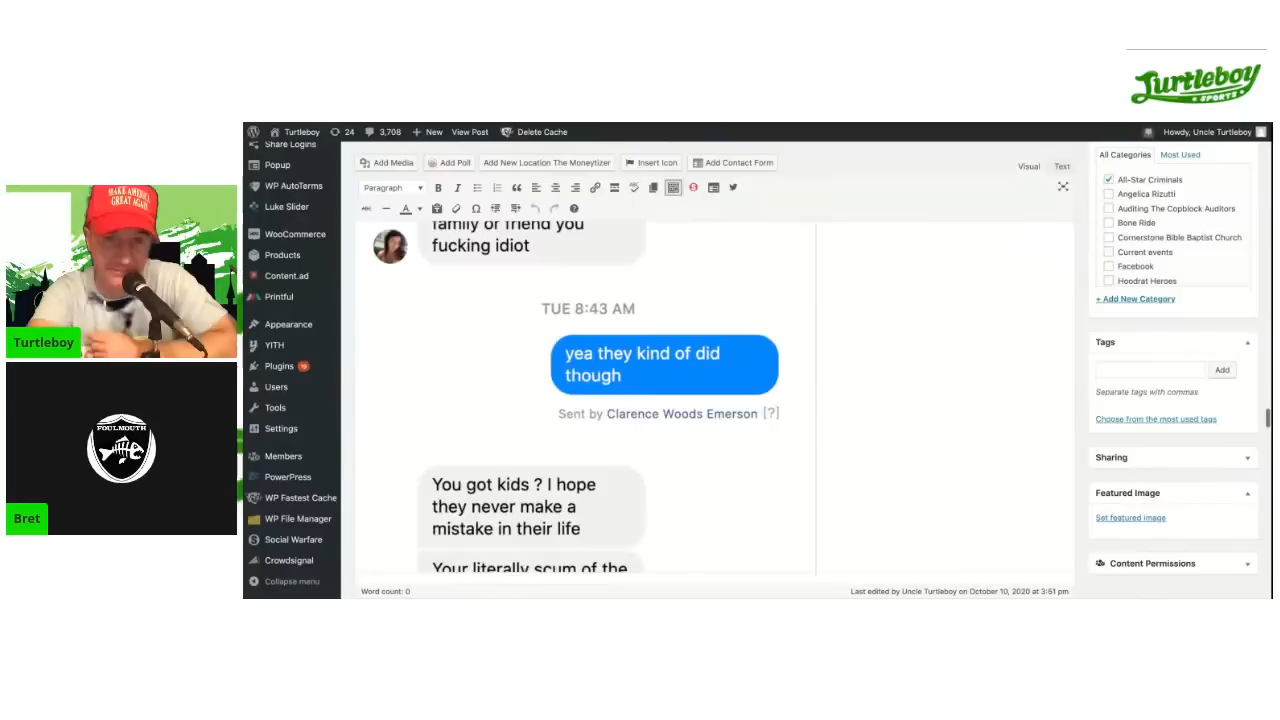 Turtleboy
SPORTS
MAKE AMERICA
GREAT AGAIN
Turtleboy
FOULMOUTH
Bret
Turtleboy 24 3,708 New View Post Delete Cache Howdy, Uncle Turtleboy
Share Logins
Popup
WP AutoTerms
Luke Slider
WooCommerce
Products
Content.ad
Printful
Appearance
YITH
Plugins 19
Users
Tools
Settings
Members
PowerPress
WP Fastest Cache
WP File Manager
Social Warfare
Crowdsignal
Collapse menu
Add Media Add Poll Add New Location The Moneytizer Insert Icon Add Contact Form
Visual Text
Paragraph
family or friend you
fucking idiot
TUE 8:43 AM
yea they kind of did
though
Sent by Clarence Woods Emerson [?]
You got kids ? I hope
they never make a
mistake in their life
Your literally scum of the
Word count: 0
Last edited by Uncle Turtleboy on October 10, 2020 at 3:51 pm
All Categories Most Used
All-Star Criminals
Angelica Rizutti
Auditing The Copblock Auditors
Bone Ride
Cornerstone Bible Baptist Church
Current events
Facebook
Hoodrat Heroes
+ Add New Category
Tags
Add
Separate tags with commas
Choose from the most used tags
Sharing
Featured Image
Set featured image
Content Permissions